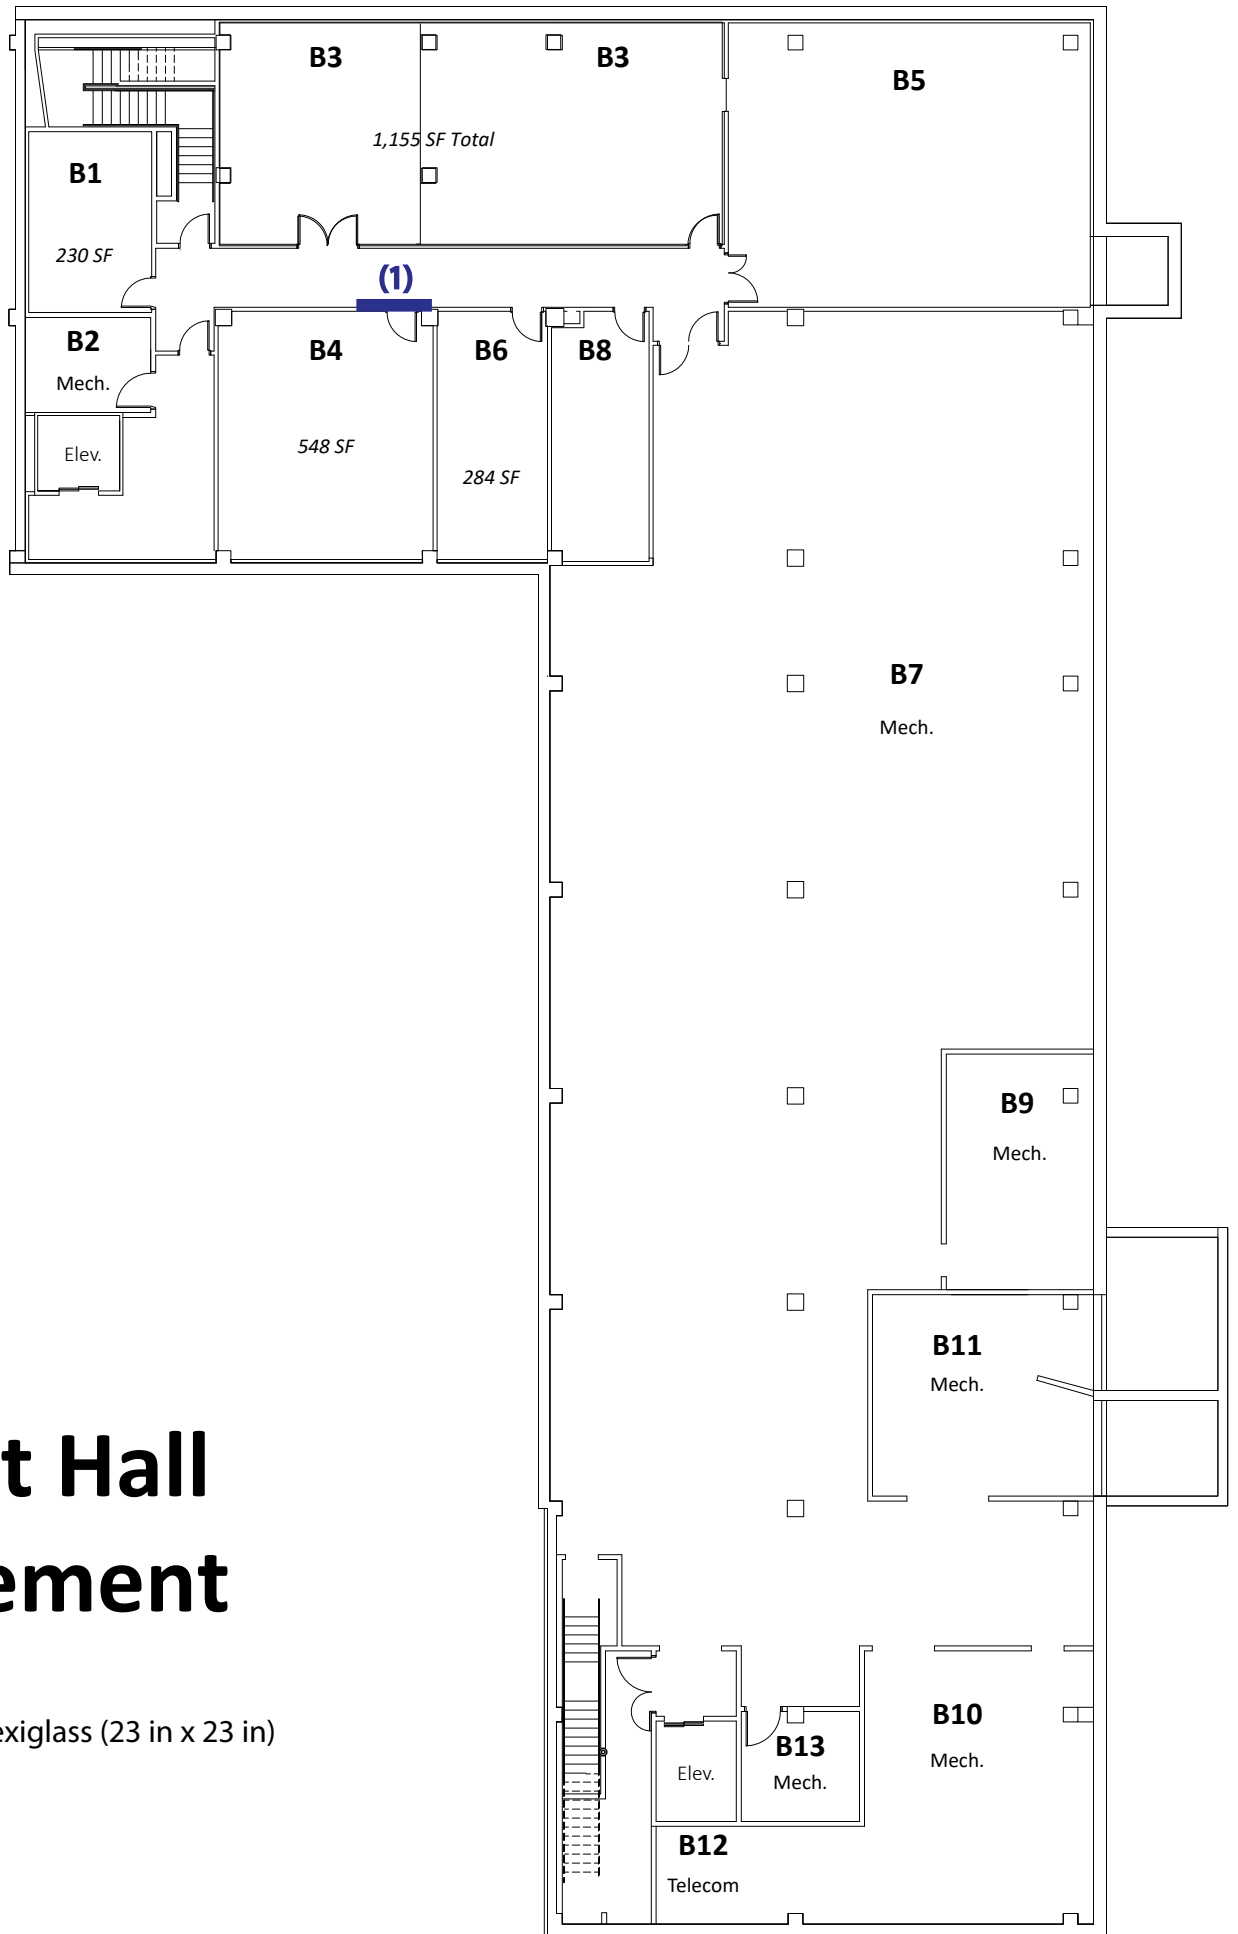 B3
B3
B5
1,155 SF Total
B1
230 SF
(1)
B2
Mech.
B4
B6
B8
Elev.
548 SF
284 SF
B7
Mech.
B9
Mech.
B11
Mech.
t Hall
ement
exiglass (23 in x 23 in)
B10
Mech.
B13
Mech.
Elev.
B12
Telecom